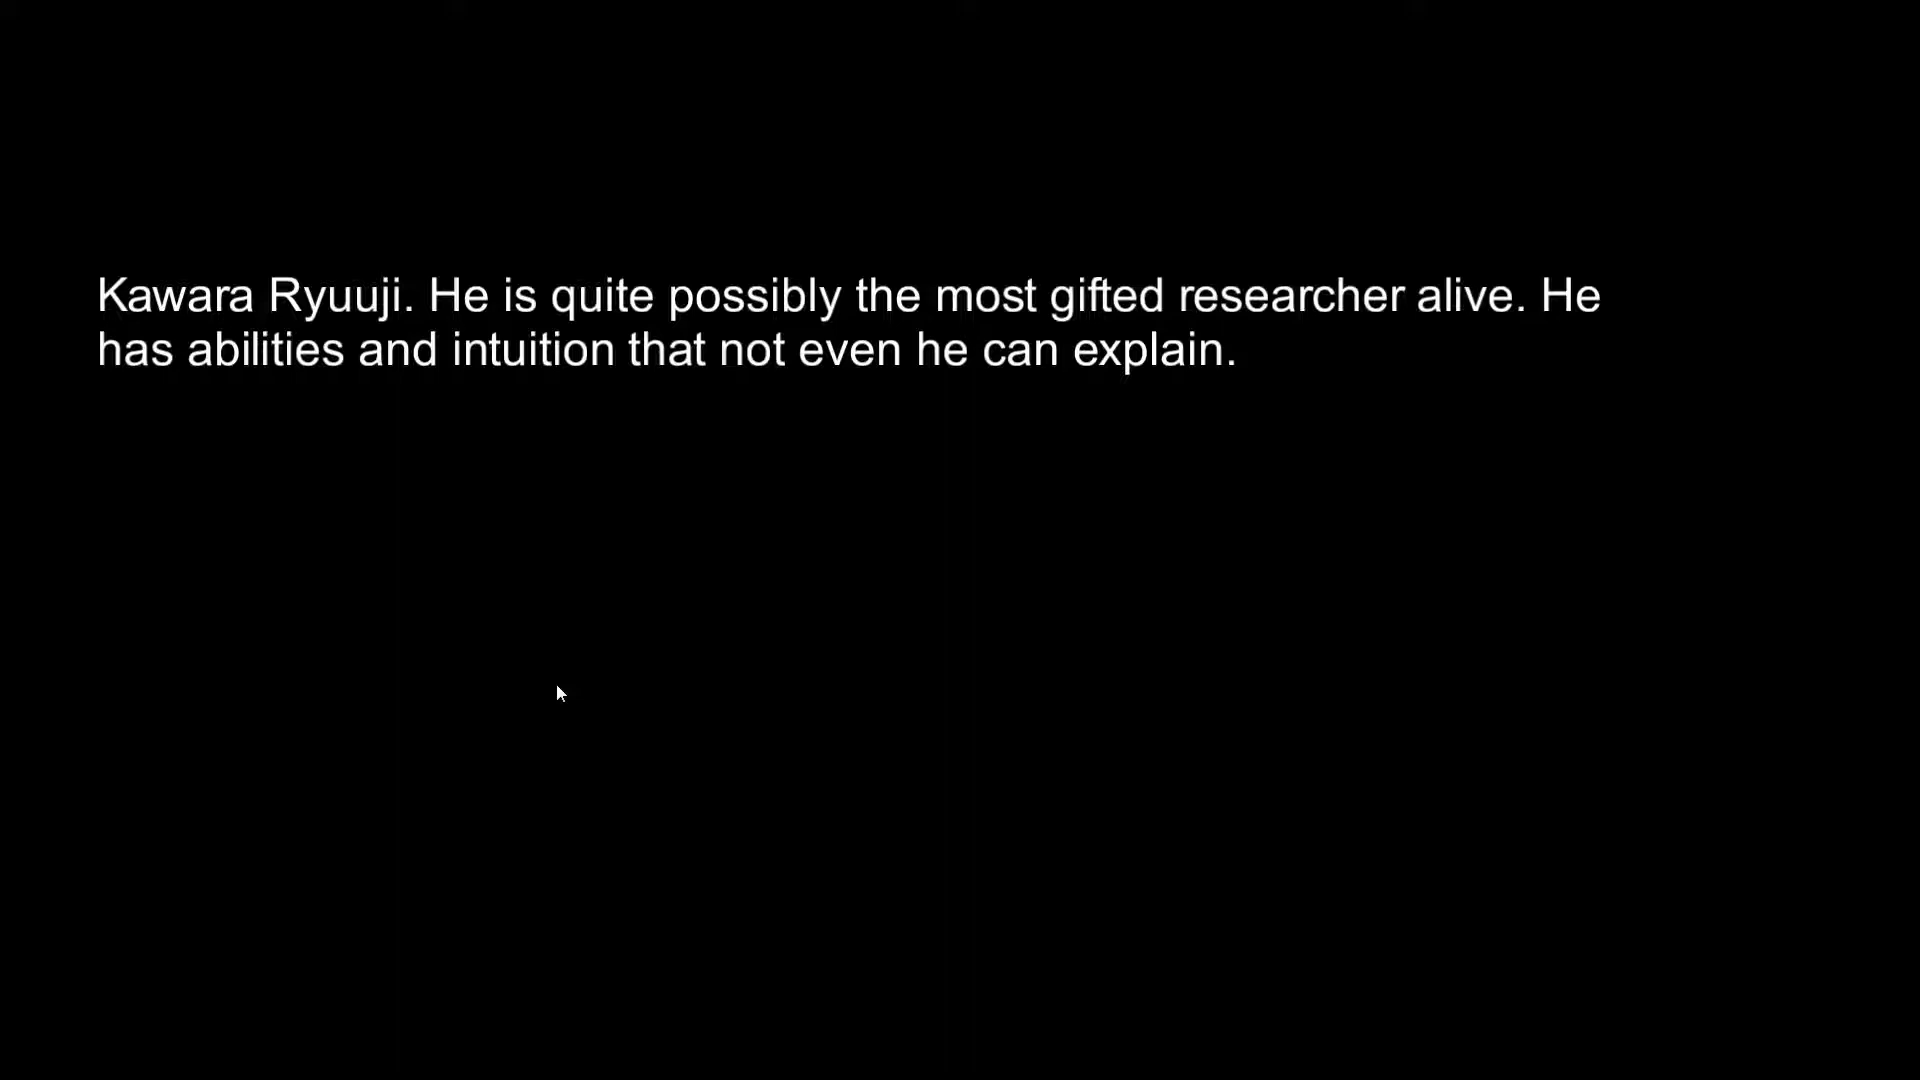 Kawara Ryuuji. He is quite possibly the most gifted researcher alive. He
has abilities and intuition that not even he can explain.